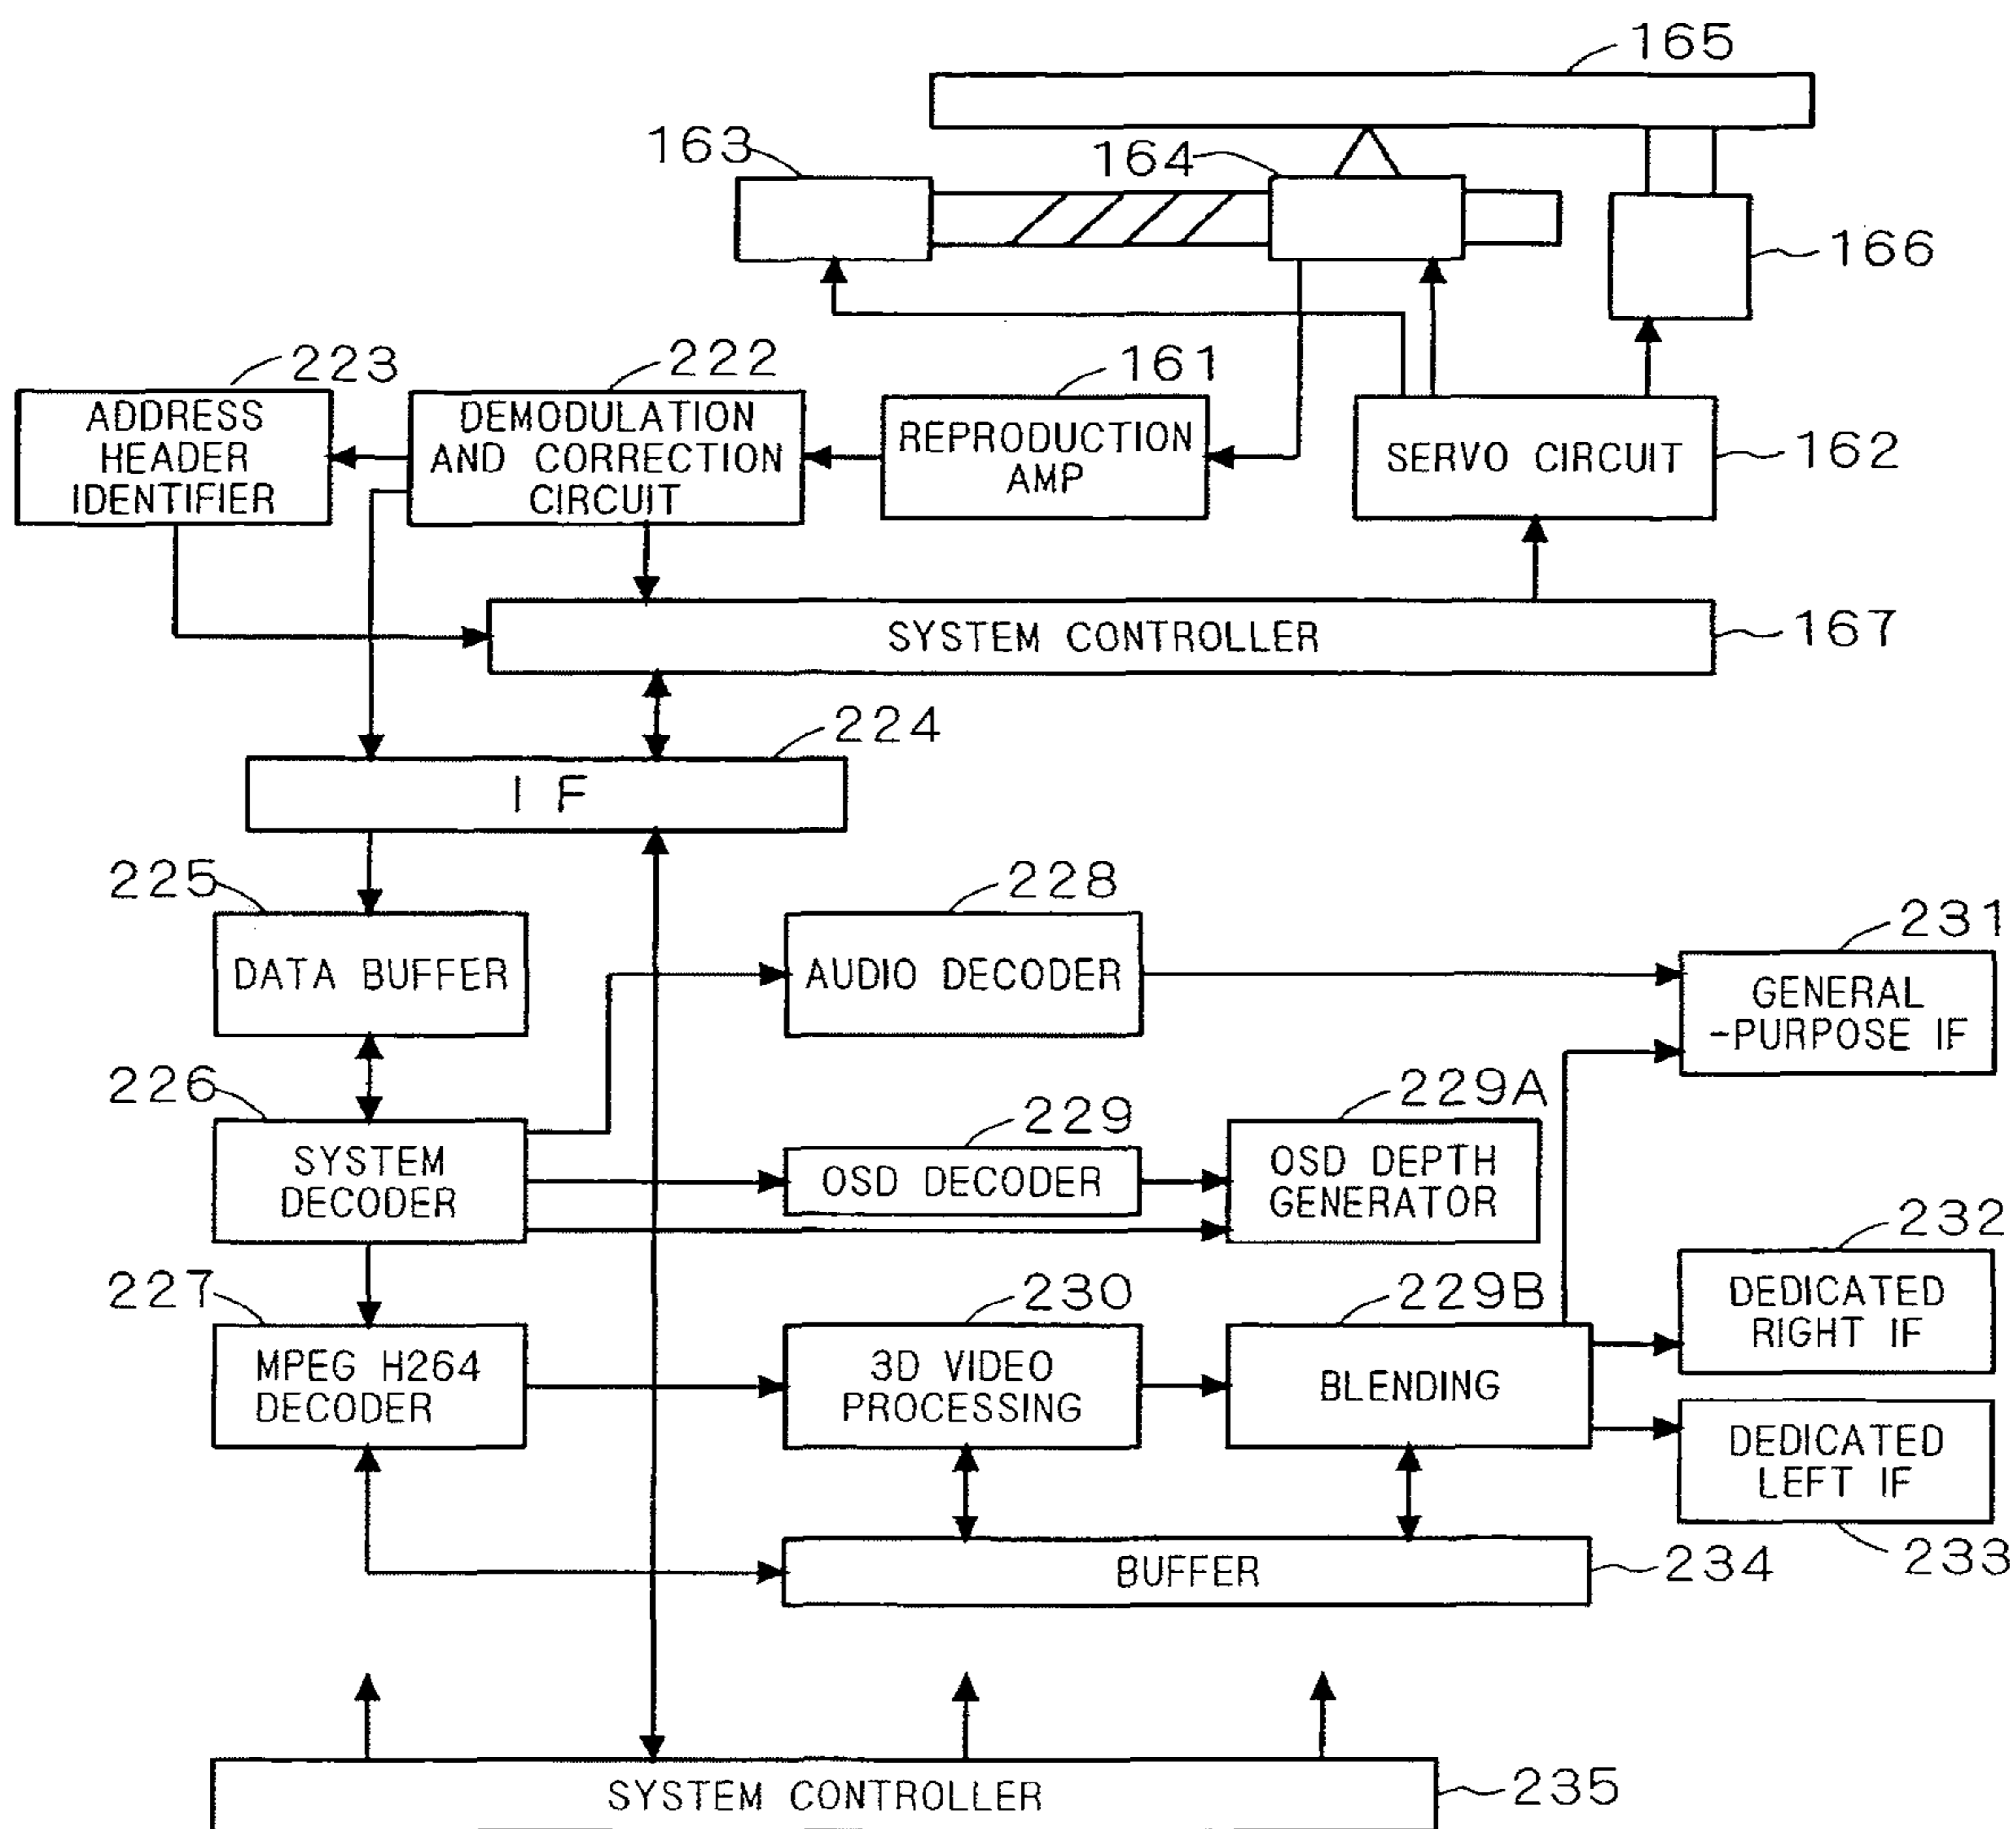 165
163
164
166
223
222
161
ADDRESS
HEADER
IDENTIFIER
DEMODULATION
AND CORRECTION
CIRCUIT
REPRODUCTION
AMP
SERVO CIRCUIT
162
SYSTEM CONTROLLER
167
224
IF
225
228
231
DATA BUFFER
AUDIO DECODER
GENERAL
-PURPOSE IF
226
229
229A
SYSTEM
DECODER
OSD DECODER
OSD DEPTH
GENERATOR
232
227
230
229B
DEDICATED
RIGHT IF
MPEG H264
DECODER
3D VIDEO
PROCESSING
BLENDING
DEDICATED
LEFT IF
233
BUFFER
234
SYSTEM CONTROLLER
235